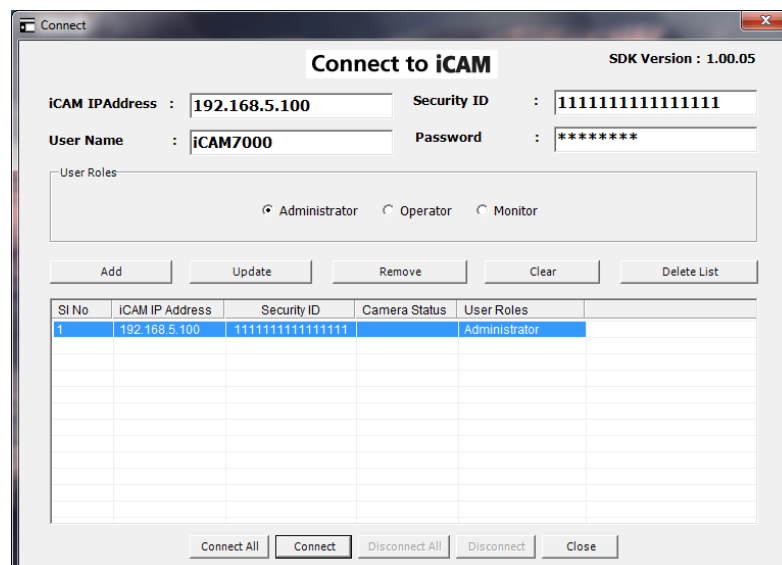 Connect
Connect to iCAM
SDK Version : 1.00.05
iCAM IPAddress : 192.168.5.100
Security ID : 1111111111111111
User Name : iCAM7000
Password : ********
User Roles
Administrator Operator Monitor
Add Update Remove Clear Delete List
SI No iCAM IP Address Security ID Camera Status User Roles
1 192.168.5.100 1111111111111111 Administrator
Connect All Connect Disconnect All Disconnect Close